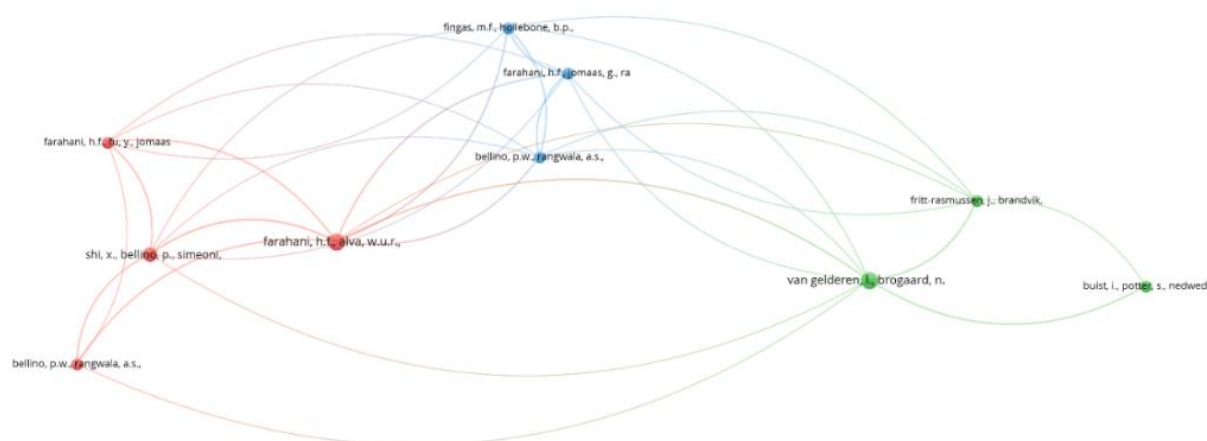 fingas, m.f., hollebone, b.p.,
farahani, h.f., jomaas, g., ra
farahani, h.f., fu, y., jomaas
bellino, p.w., rangwala, a.s.,
fritt-rasmussen, j., brandvik,
farahani, h.f., alva, w.u.r.,
shi, x., bellino, p., simeoni,
van gelderen, l., brogaard, n.
buist, i., potter, s., nedwed
bellino, p.w., rangwala, a.s.,